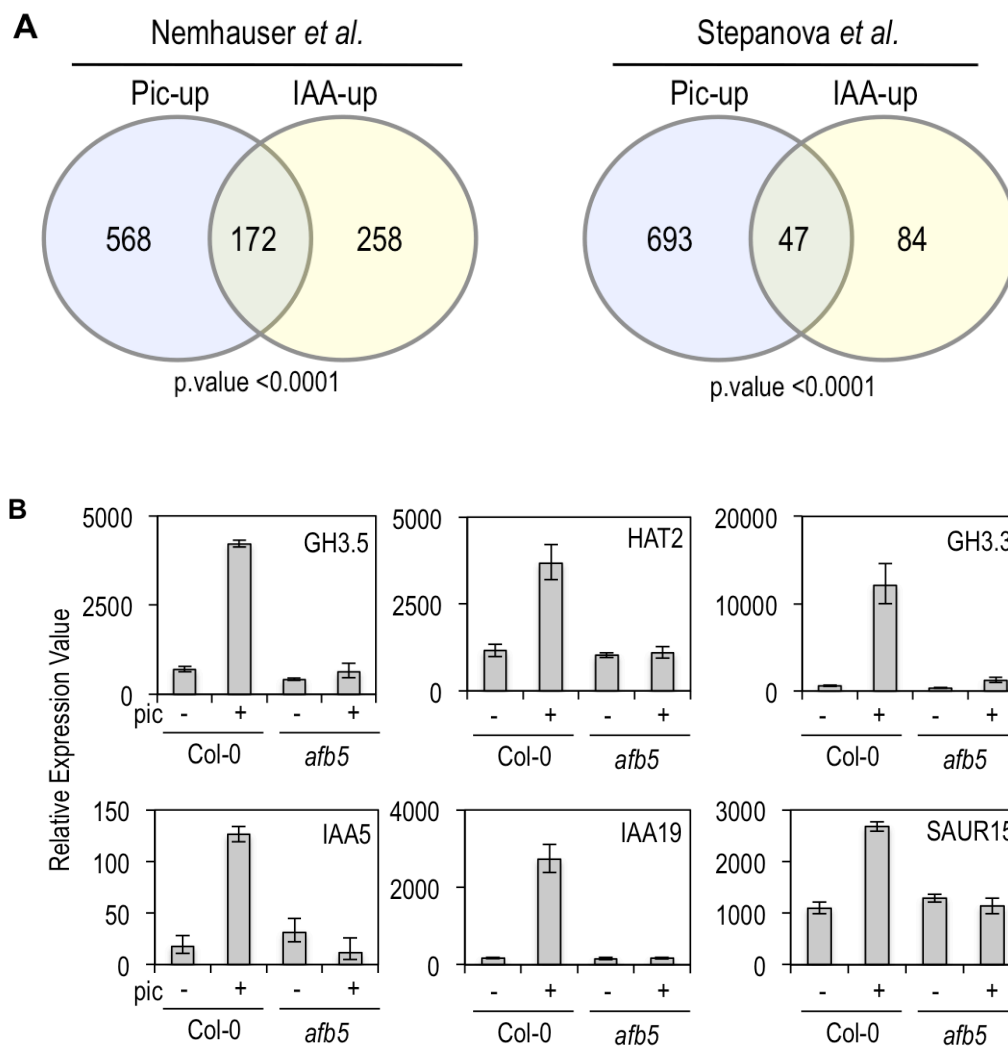 A
Nemhauser et al.
Stepanova et al.
Pic-up IAA-up
Pic-up IAA-up
568 172 258
693 47 84
p.value <0.0001
p.value <0.0001
B
Relative Expression Value
5000
2500
0
GH3.5
pic - + - +
Col-0 afb5
5000
2500
0
HAT2
- + - +
Col-0 afb5
20000
10000
0
GH3.3
- + - +
Col-0 afb5
150
100
50
0
IAA5
pic - + - +
Col-0 afb5
4000
2000
0
IAA19
- + - +
Col-0 afb5
3000
2000
1000
0
SAUR15
- + - +
Col-0 afb5